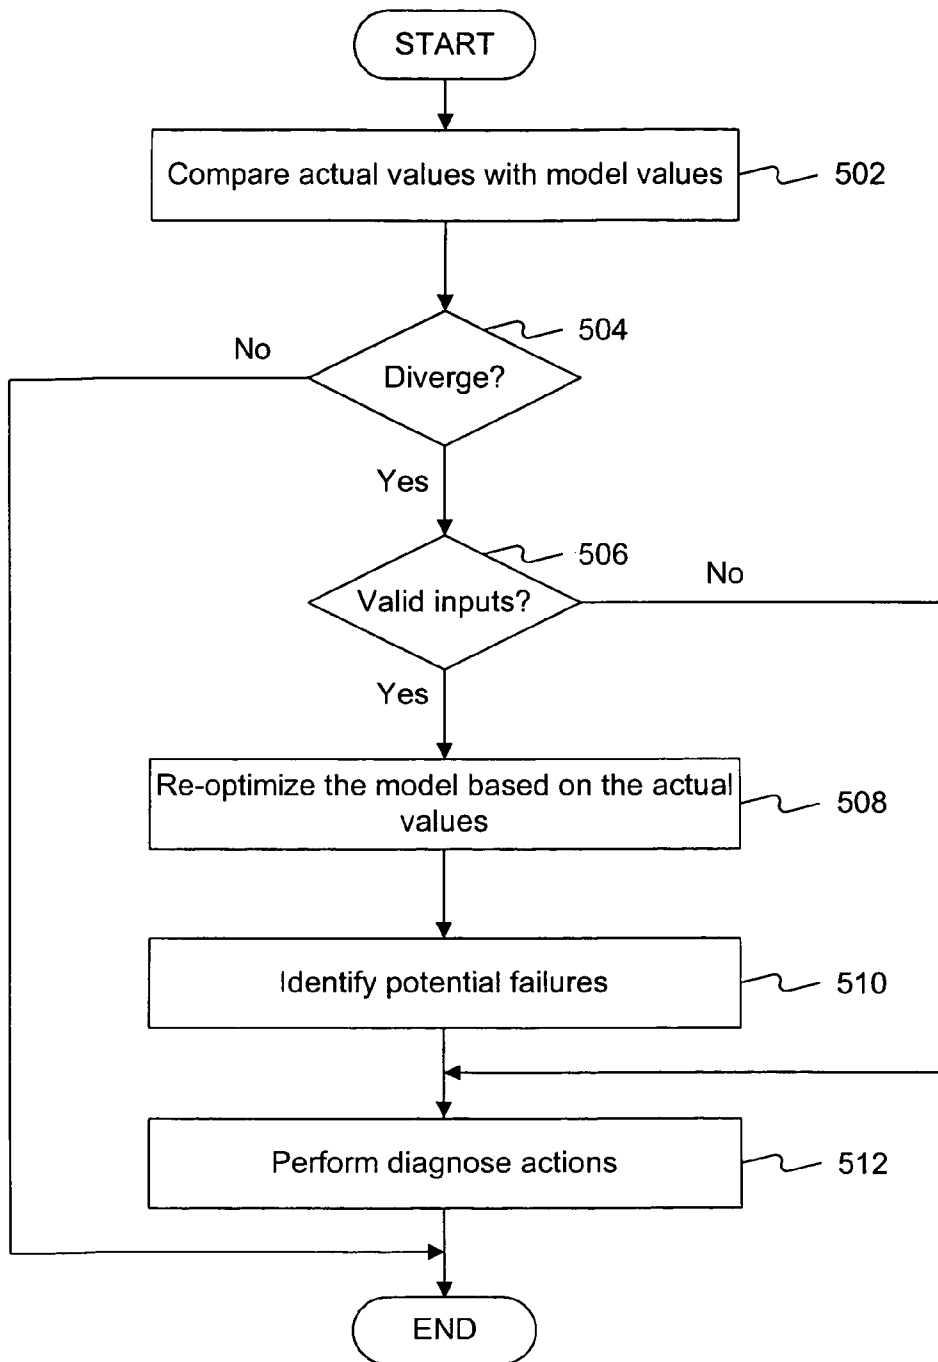 START
Compare actual values with model values
502
504
No
Diverge?
Yes
506
No
Valid inputs?
Yes
Re-optimize the model based on the actual
values
508
Identify potential failures
510
Perform diagnose actions
512
END